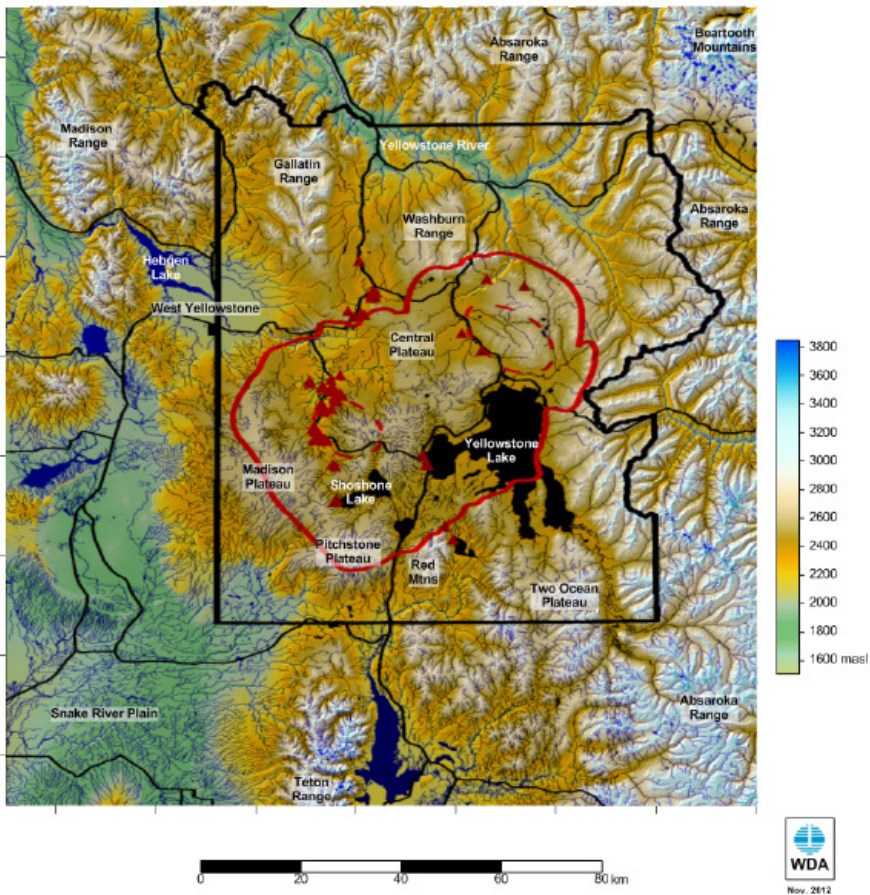 Beartooth
Mountains
Absaroka
Range
Madison
Range
Yellowstone River
Gallatin
Range
Absaroka
Range
Washburn
Range
Hebgen
Lake
West Yellowstone
Central
Plateau
3800
3600
3400
3200
3000
2800
2600
2400
2200
2000
1800
1600 masl
Yellowstone
Lake
Madison
Plateau
Shoshone
Lake
Pitchstone
Plateau
Red
Mtns
Two Ocean
Plateau
Snake River Plain
Absaroka
Range
Teton
Range
0 20 40 60 80 km
WDA
Nov. 2012